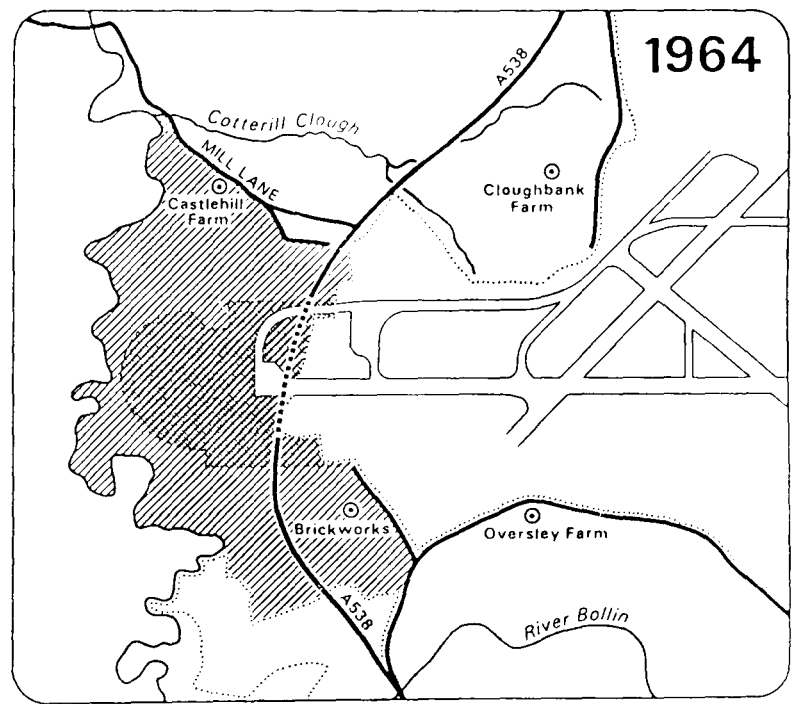 1964
A538
Cotterill Clough
MILL LANE
Castlehill
Farm
Cloughbank
Farm
Brickworks
Oversley Farm
A538
River Bollin